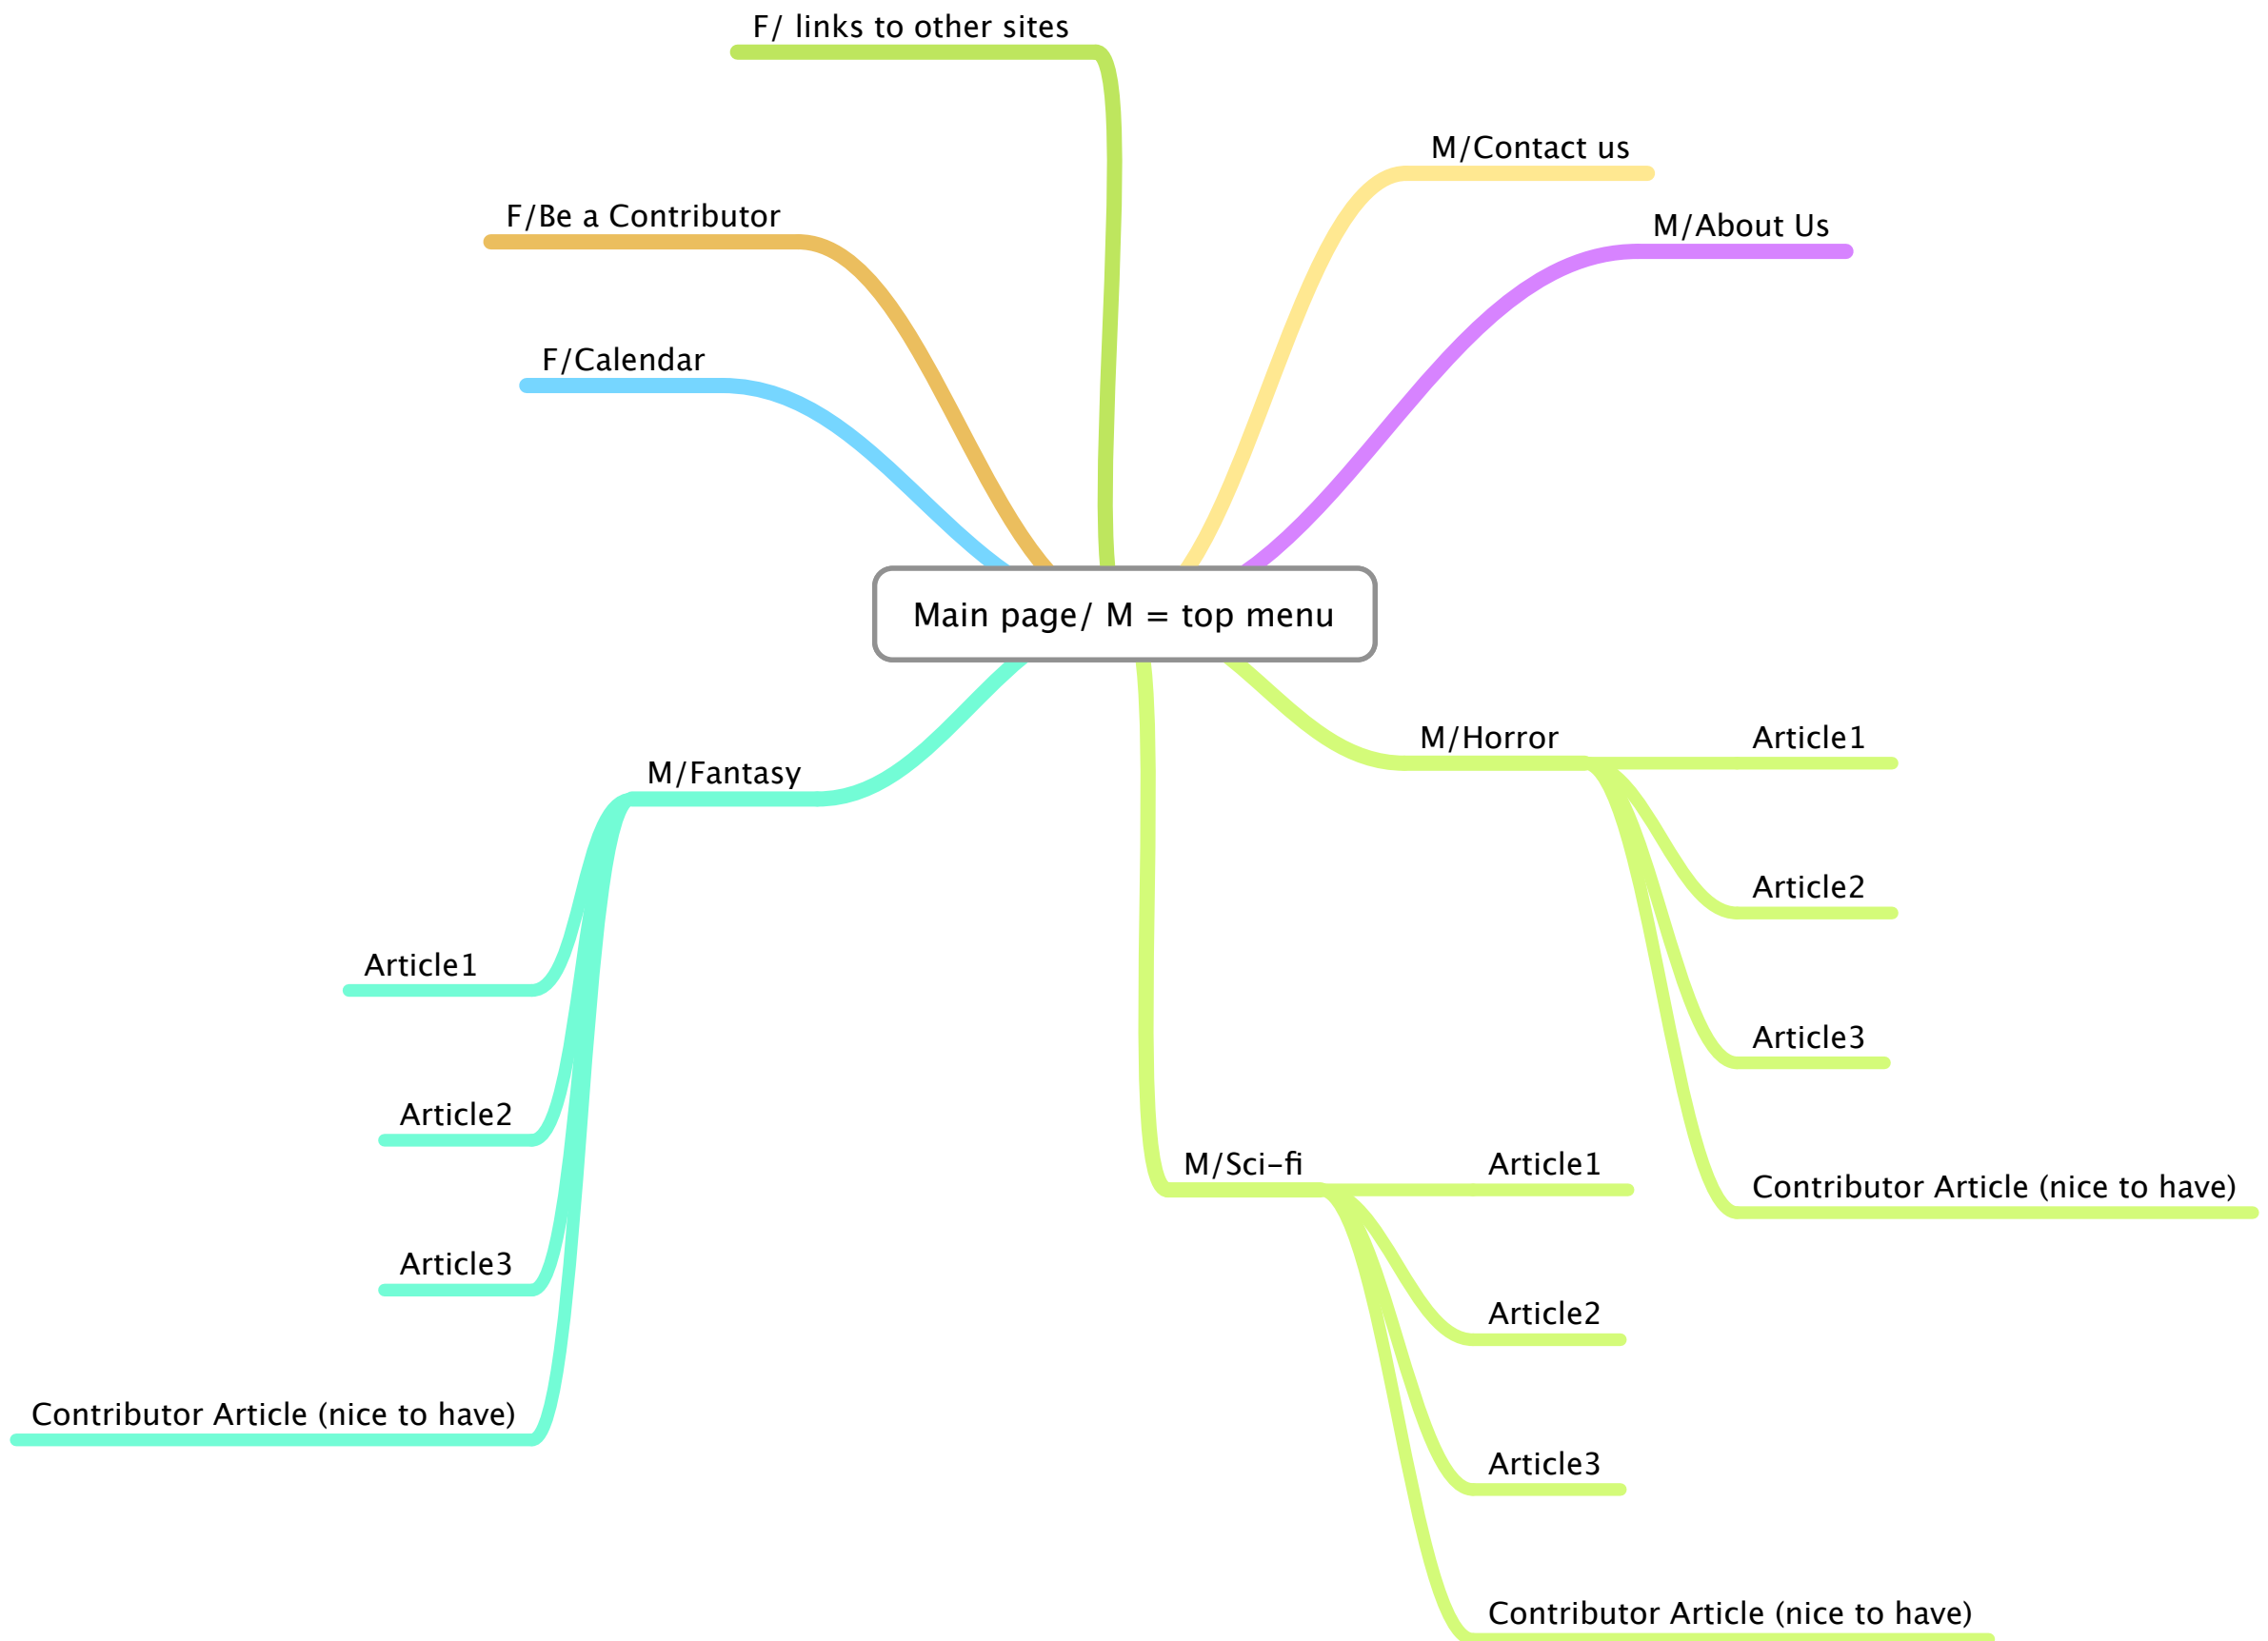 F/ links to other sites
M/Contact us
F/Be a Contributor
M/About Us
F/Calendar
Main page/ M = top menu
M/Horror
Article1
Article2
Article3
Contributor Article (nice to have)
M/Fantasy
Article1
Article2
Article3
Contributor Article (nice to have)
M/Sci-fi
Article1
Article2
Article3
Contributor Article (nice to have)